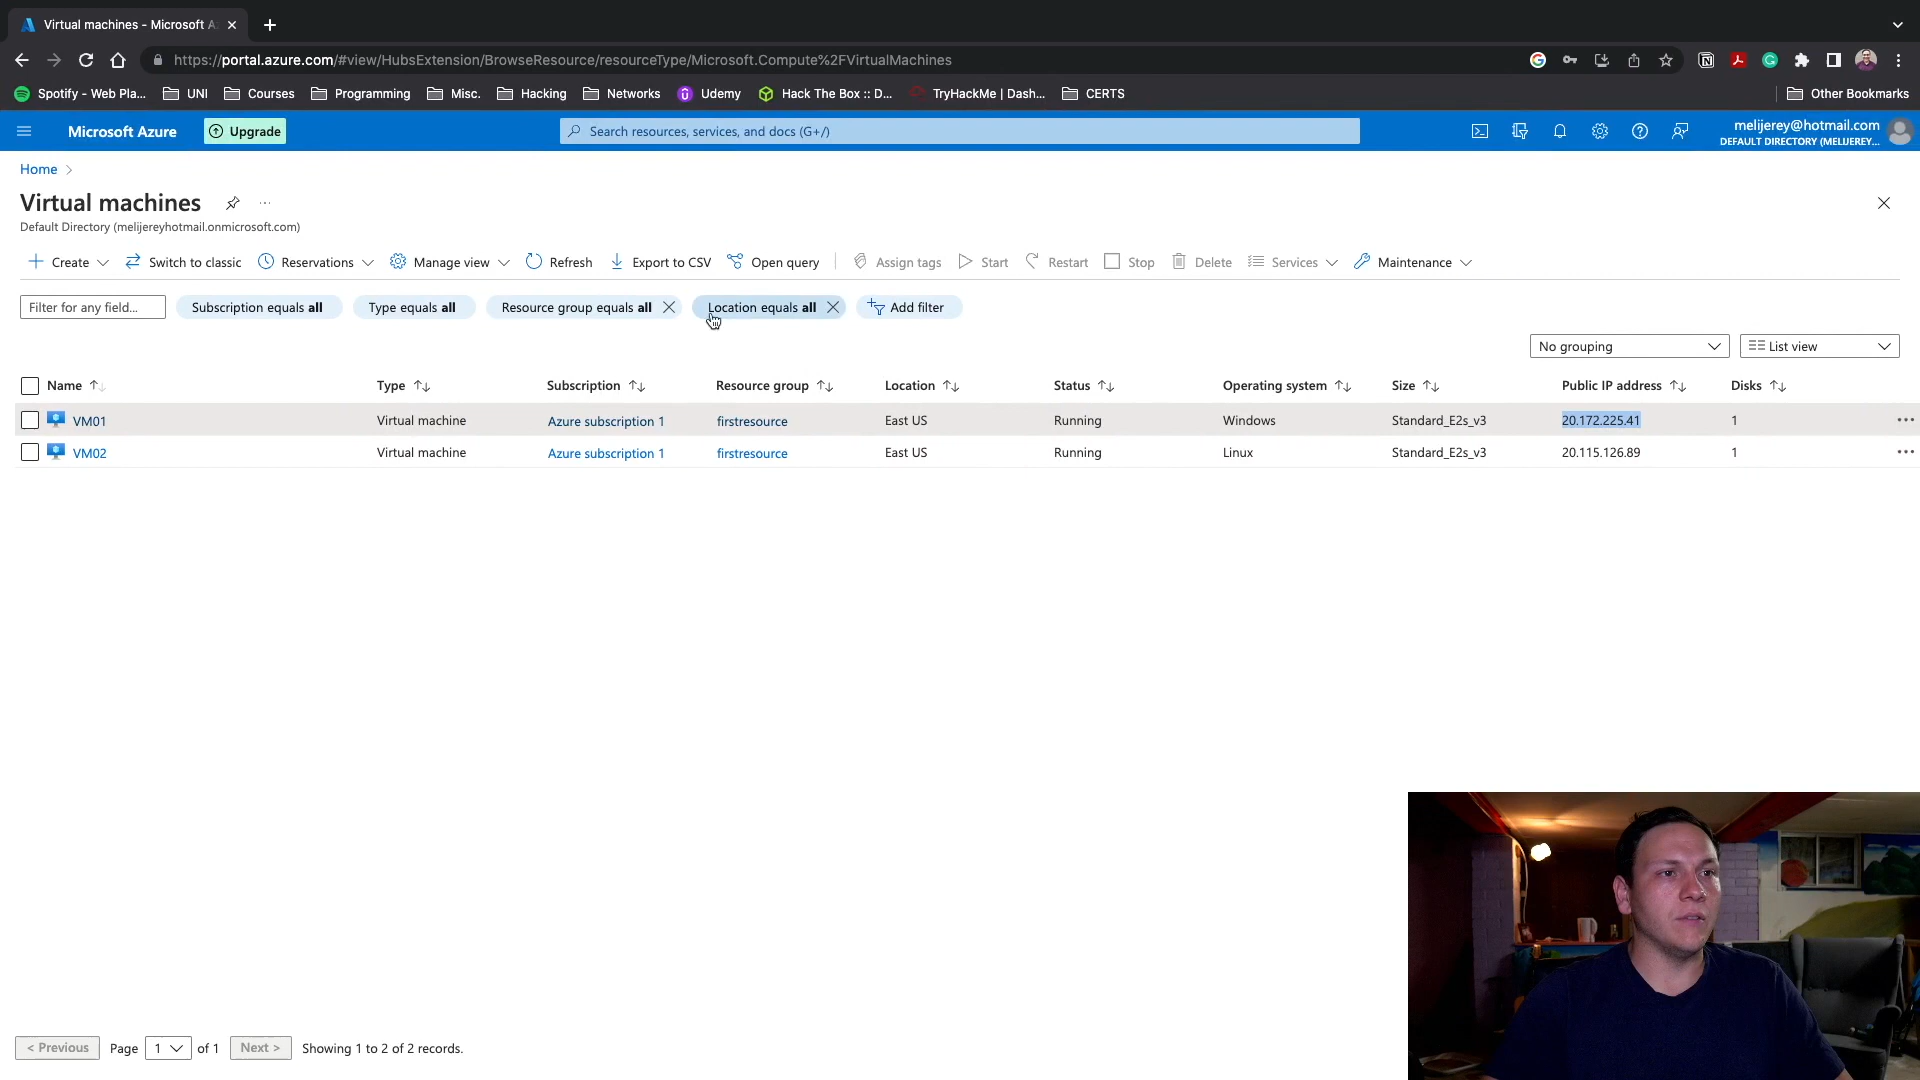 Virtual machines - Microsoft A
https://portal.azure.com/#view/HubsExtension/BrowseResource/resourceType/Microsoft.Compute%2FVirtualMachines
Spotify - Web Pla... UNI Courses Programming Misc. Hacking Networks Udemy Hack The Box :: D... TryHackMe | Dash... CERTS Other Bookmarks
Microsoft Azure Upgrade Search resources, services, and docs (G+/) melijerey@hotmail.com
DEFAULT DIRECTORY (MELIJEREY...
Home >
Virtual machines ...
Default Directory (melijereyhotmail.onmicrosoft.com)
Create Switch to classic Reservations Manage view Refresh Export to CSV Open query Assign tags Start Restart Stop Delete Services Maintenance
Filter for any field... Subscription equals all Type equals all Resource group equals all Location equals all Add filter
No grouping List view
Name Type Subscription Resource group Location Status Operating system Size Public IP address Disks
VM01 Virtual machine Azure subscription 1 firstresource East US Running Windows Standard_E2s_v3 20.172.225.41 1 ...
VM02 Virtual machine Azure subscription 1 firstresource East US Running Linux Standard_E2s_v3 20.115.126.89 1 ...
< Previous Page 1 of 1 Next > Showing 1 to 2 of 2 records.